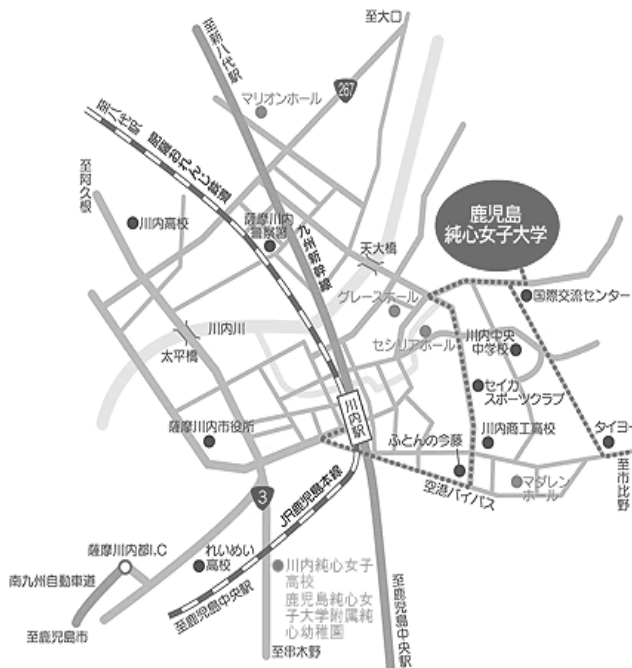 至大口
至新八代駅
267
マリオンホール
至八代駅
肥薩おれんじ鉄道
至阿久根
川内高校
薩摩川内
警察署
九州新幹線
天大橋
鹿児島
純心女子大学
国際交流センター
グレースホール
セシリアホール
川内中央
中学校
川内川
太平橋
セイカ
スポーツクラブ
川内駅
薩摩川内市役所
ふとんの今藤
川内商工高校
タイヨー
至市比野
空港バイパス
マダレン
ホール
3
JR鹿児島本線
薩摩川内都I.C
れいめい
高校
南九州自動車道
至鹿児島市
至鹿児島中央駅
川内純心女子
高校
鹿児島純心女
子大学附属純
心幼稚園
至串木野
至鹿児島中央駅